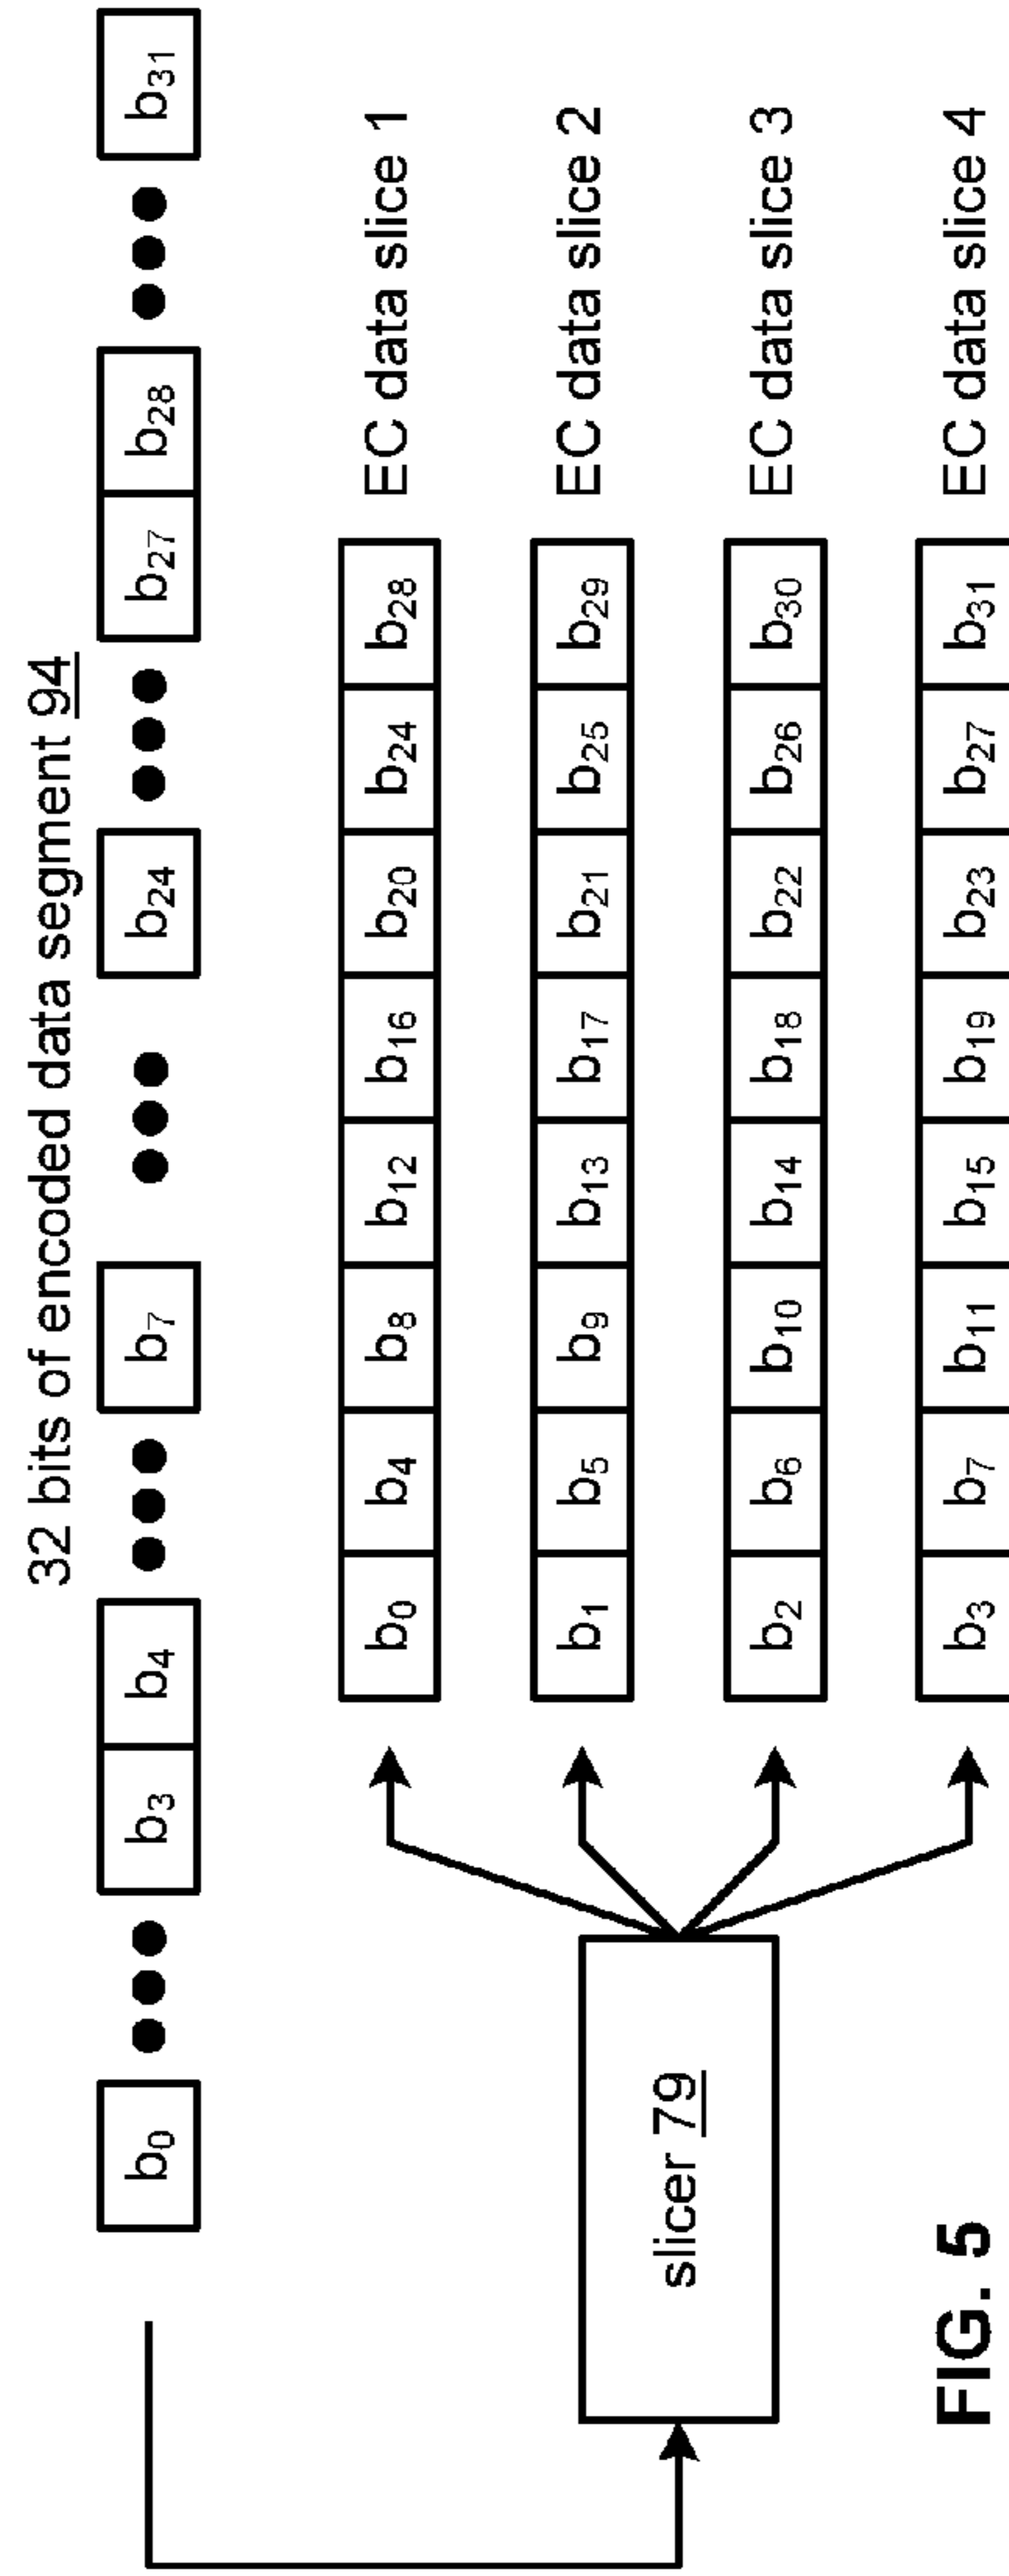 32 bits of encoded data segment 94
b0 ••• b3 b4 ••• b7 ••• b24 ••• b27 b28 ••• b31
b0 b4 b8 b12 b16 b20 b24 b28 EC data slice 1
b1 b5 b9 b13 b17 b21 b25 b29 EC data slice 2
slicer 79
b2 b6 b10 b14 b18 b22 b26 b30 EC data slice 3
b3 b7 b11 b15 b19 b23 b27 b31 EC data slice 4
FIG. 5